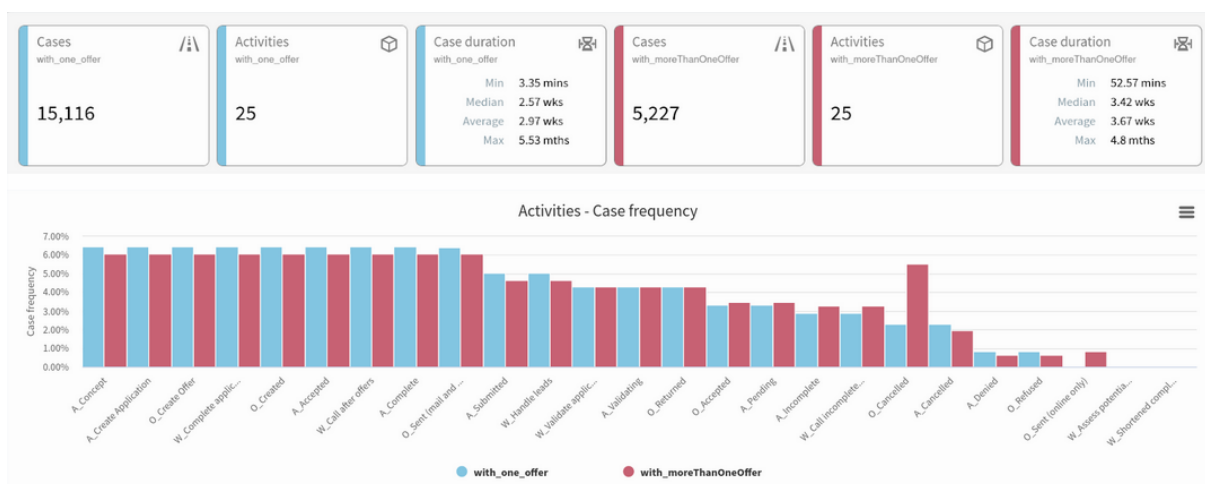 Cases
with_one_offer
15,116
Activities
with_one_offer
25
Case duration
with_one_offer
Min 3.35 mins
Median 2.57 wks
Average 2.97 wks
Max 5.53 mths
Cases
with_moreThanOneOffer
5,227
Activities
with_moreThanOneOffer
25
Case duration
with_moreThanOneOffer
Min 52.57 mins
Median 3.42 wks
Average 3.67 wks
Max 4.8 mths
Activities - Case frequency
Case frequency
7.00%
6.00%
5.00%
4.00%
3.00%
2.00%
1.00%
0.00%
A_Concept
A_Create Application
O_Create Offer
W_Complete applic...
O_Created
A_Accepted
W_Call after offers
A_Complete
O_Sent (mail and ...
A_Submitted
W_Handle leads
W_Validate applic...
A_Validating
O_Returned
O_Accepted
A_Pending
A_Incomplete
W_Call incomplete...
O_Cancelled
A_Cancelled
A_Denied
O_Refused
O_Sent (online only)
W_Assess potentia...
W_Shortened compl...
with_one_offer
with_moreThanOneOffer